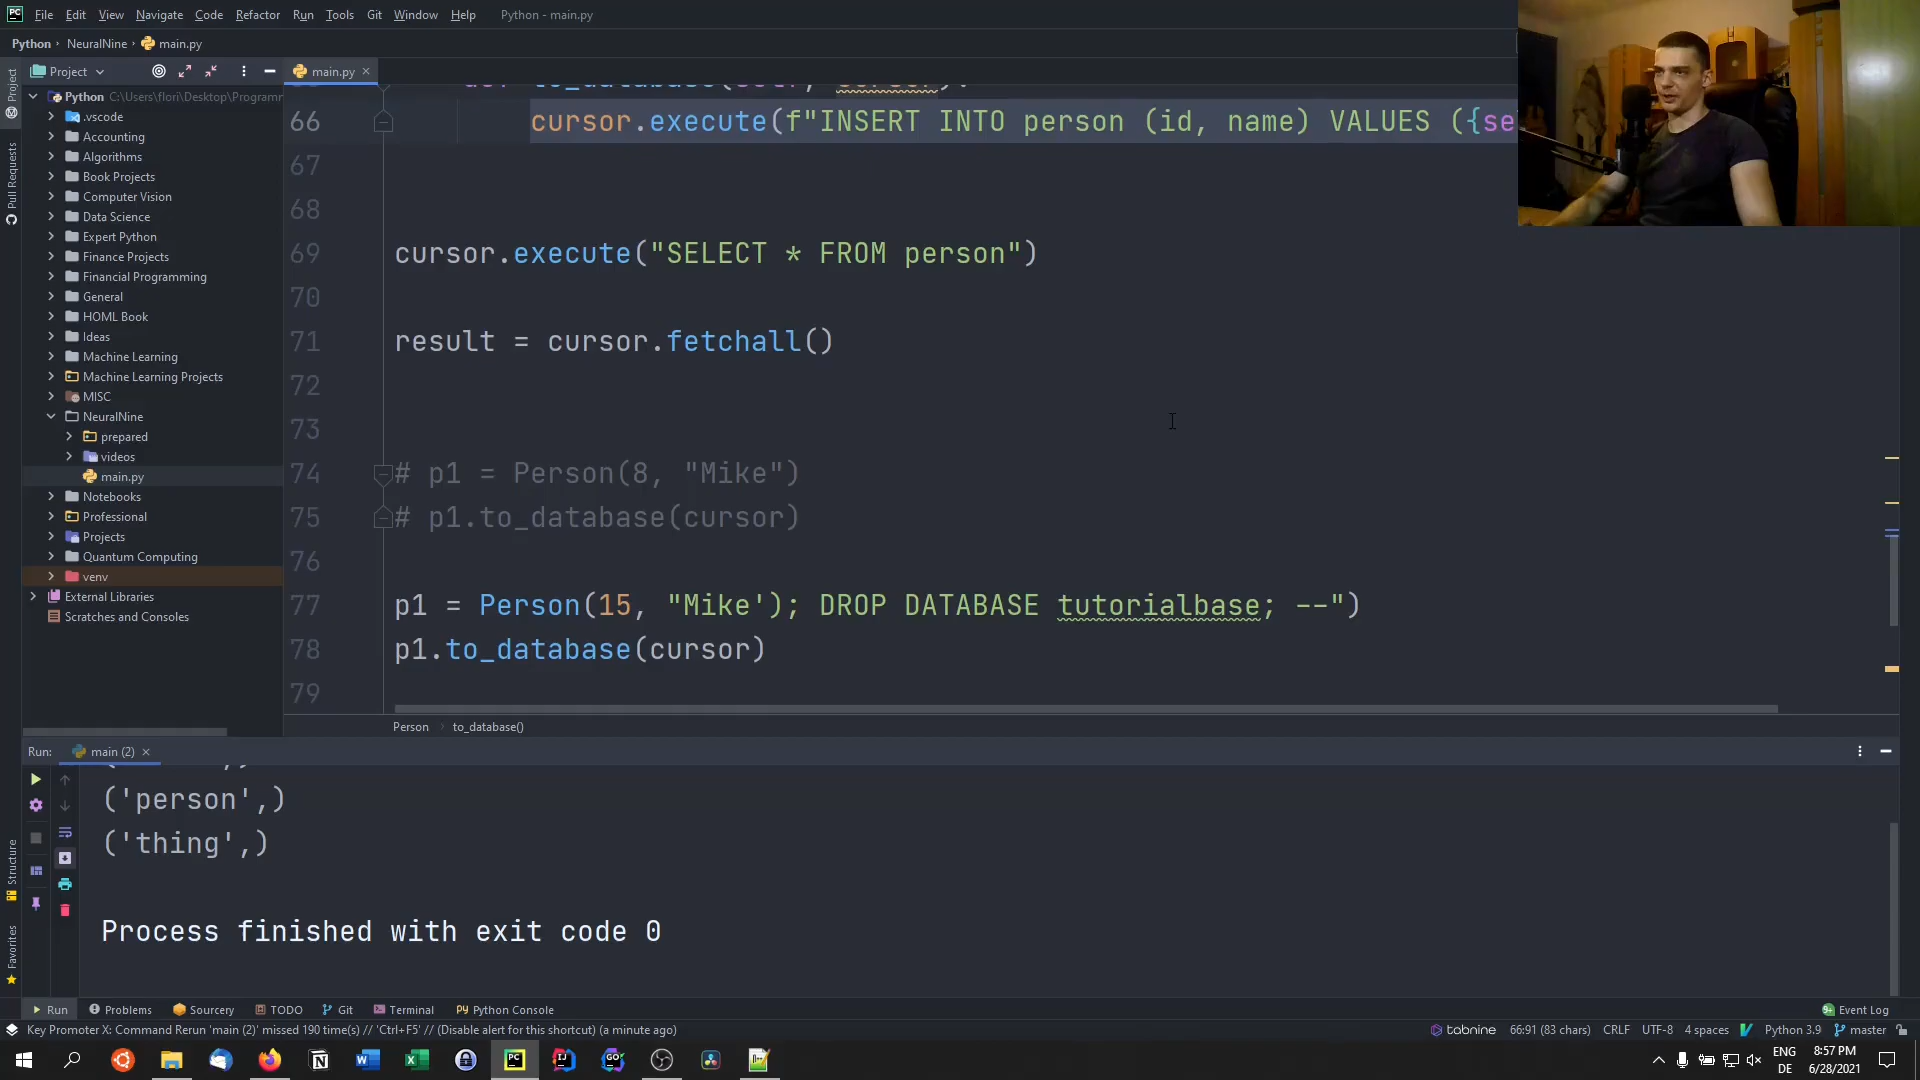 PC File Edit View Navigate Code Refactor Run Tools Git Window Help Python - main.py
Python NeuralNine main.py
Project
main.py
Project
Pull Requests
Structure
Favorites
Python C:\Users\flori\Desktop\Programm
.vscode
Accounting
Algorithms
Book Projects
Computer Vision
Data Science
Expert Python
Finance Projects
Financial Programming
General
HOML Book
Ideas
Machine Learning
Machine Learning Projects
MISC
NeuralNine
prepared
videos
main.py
Notebooks
Professional
Projects
Quantum Computing
venv
External Libraries
Scratches and Consoles
66 cursor.execute(f"INSERT INTO person (id, name) VALUES ({se
67
68
69 cursor.execute("SELECT * FROM person")
70
71 result = cursor.fetchall()
72
73
74 # p1 = Person(8, "Mike")
75 # p1.to_database(cursor)
76
77 p1 = Person(15, "Mike'); DROP DATABASE tutorialbase; --")
78 p1.to_database(cursor)
79
Person to_database()
Run: main (2)
('person',)
('thing',)
Process finished with exit code 0
Run Problems Sourcery TODO Git Terminal Python Console Event Log
Key Promoter X: Command Rerun 'main (2)' missed 190 time(s) // 'Ctrl+F5' // (Disable alert for this shortcut) (a minute ago) tabnine 66:91 (83 chars) CRLF UTF-8 4 spaces Python 3.9 master
ENG 8:57 PM
DE 6/28/2021